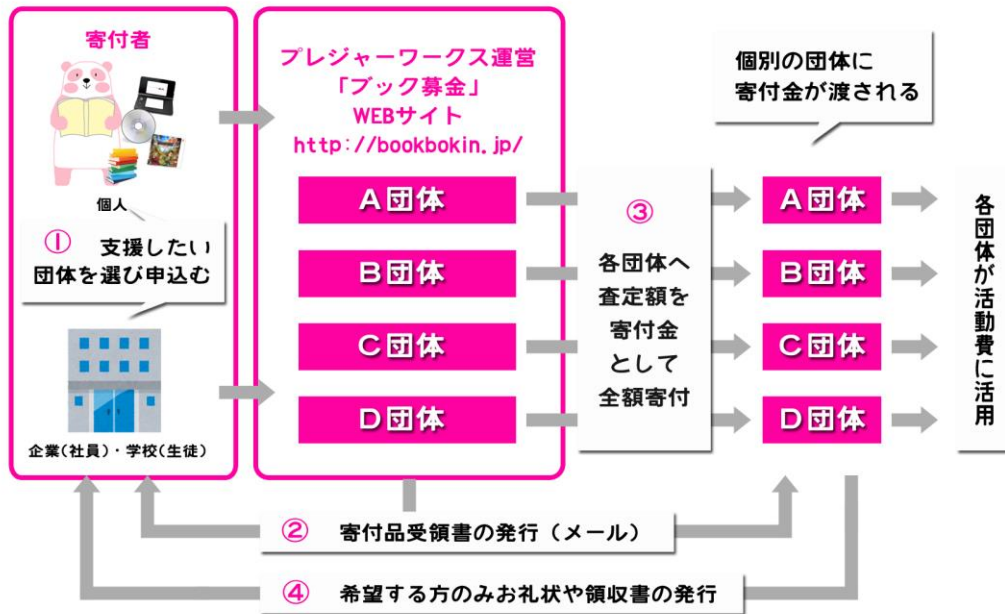 寄付者
個人
① 支援したい
団体を選び申込む
企業(社員)・学校(生徒)
プレジャーワークス運営
「ブック募金」
WEBサイト
http://bookbokin.jp/
A団体
B団体
C団体
D団体
③
各団体へ
査定額を
寄付金
として
全額寄付
個別の団体に
寄付金が渡される
A団体
B団体
C団体
D団体
各団体が活動費に活用
② 寄付品受領書の発行（メール）
④ 希望する方のみお礼状や領収書の発行